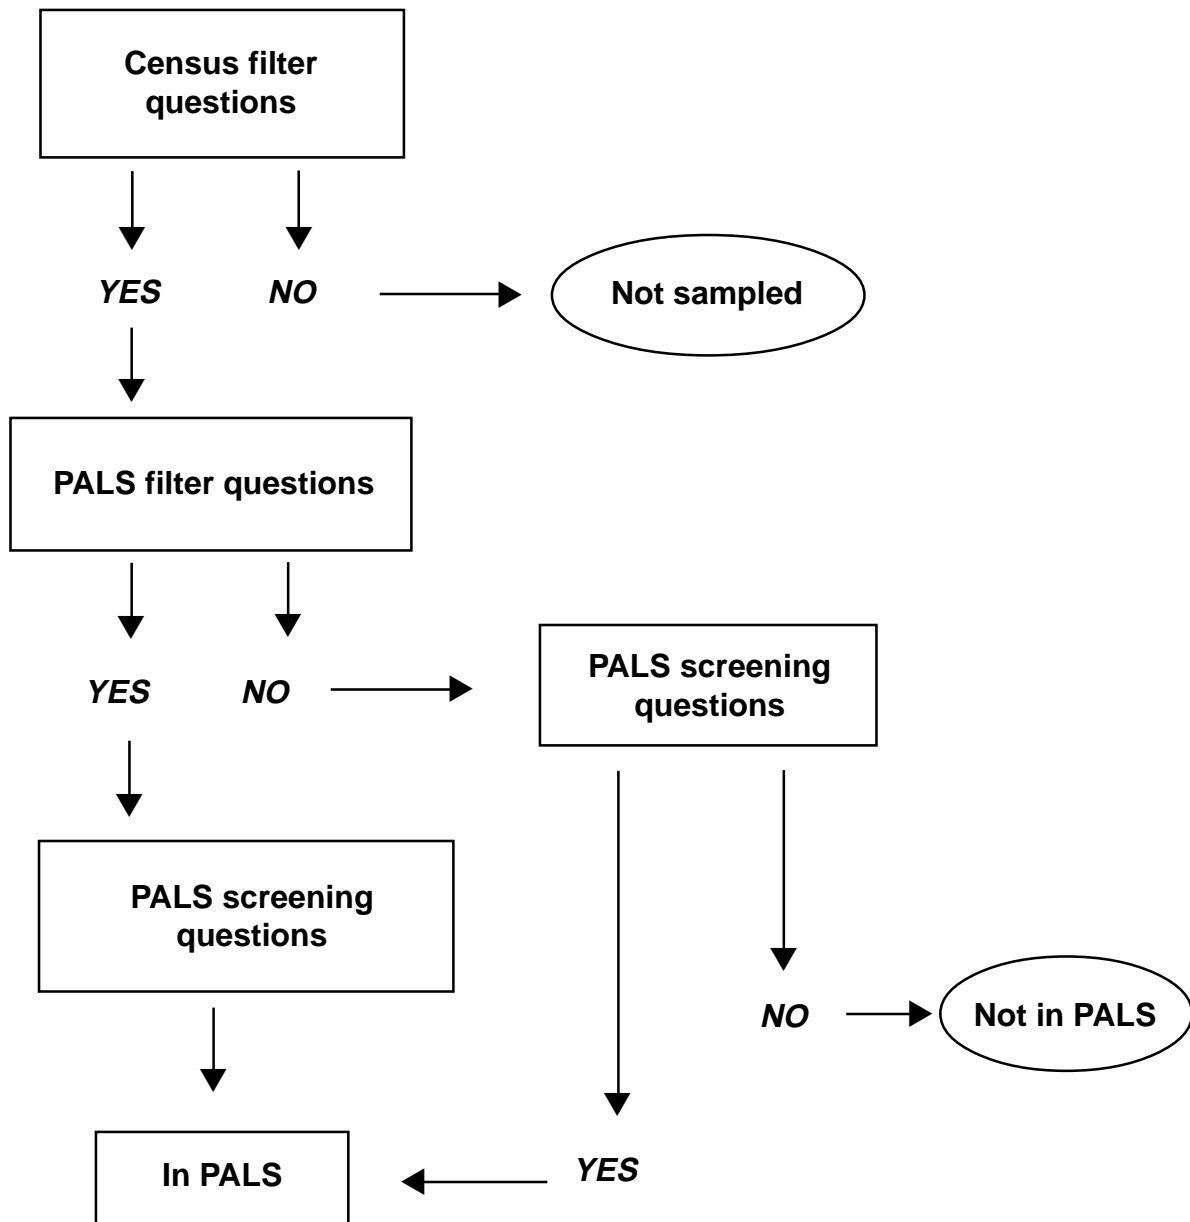 Census filter
questions
YES
NO
Not sampled
PALS filter questions
YES
NO
PALS screening
questions
PALS screening
questions
NO
Not in PALS
In PALS
YES